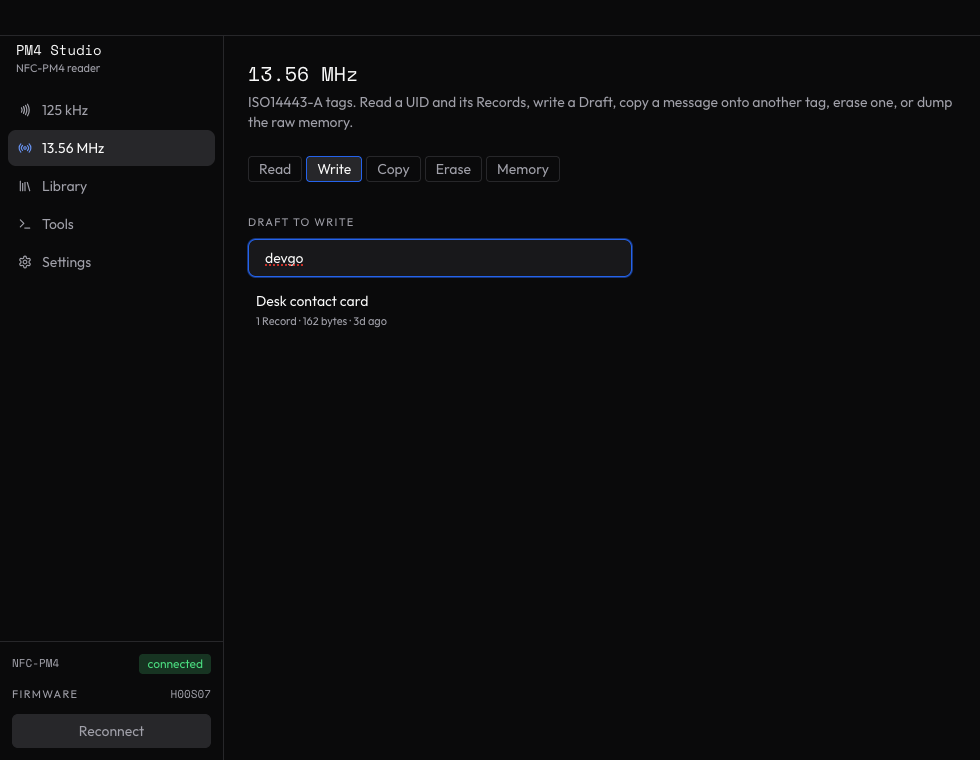 PM4 Studio
NFC-PM4 reader
125 kHz
13.56 MHz
Library
Tools
Settings
13.56 MHz
ISO14443-A tags. Read a UID and its Records, write a Draft, copy a message onto another tag, erase one, or dump
the raw memory.
Read Write Copy Erase Memory
DRAFT TO WRITE
devgo
Desk contact card
1 Record · 162 bytes · 3d ago
NFC-PM4 connected
FIRMWARE H00S07
Reconnect